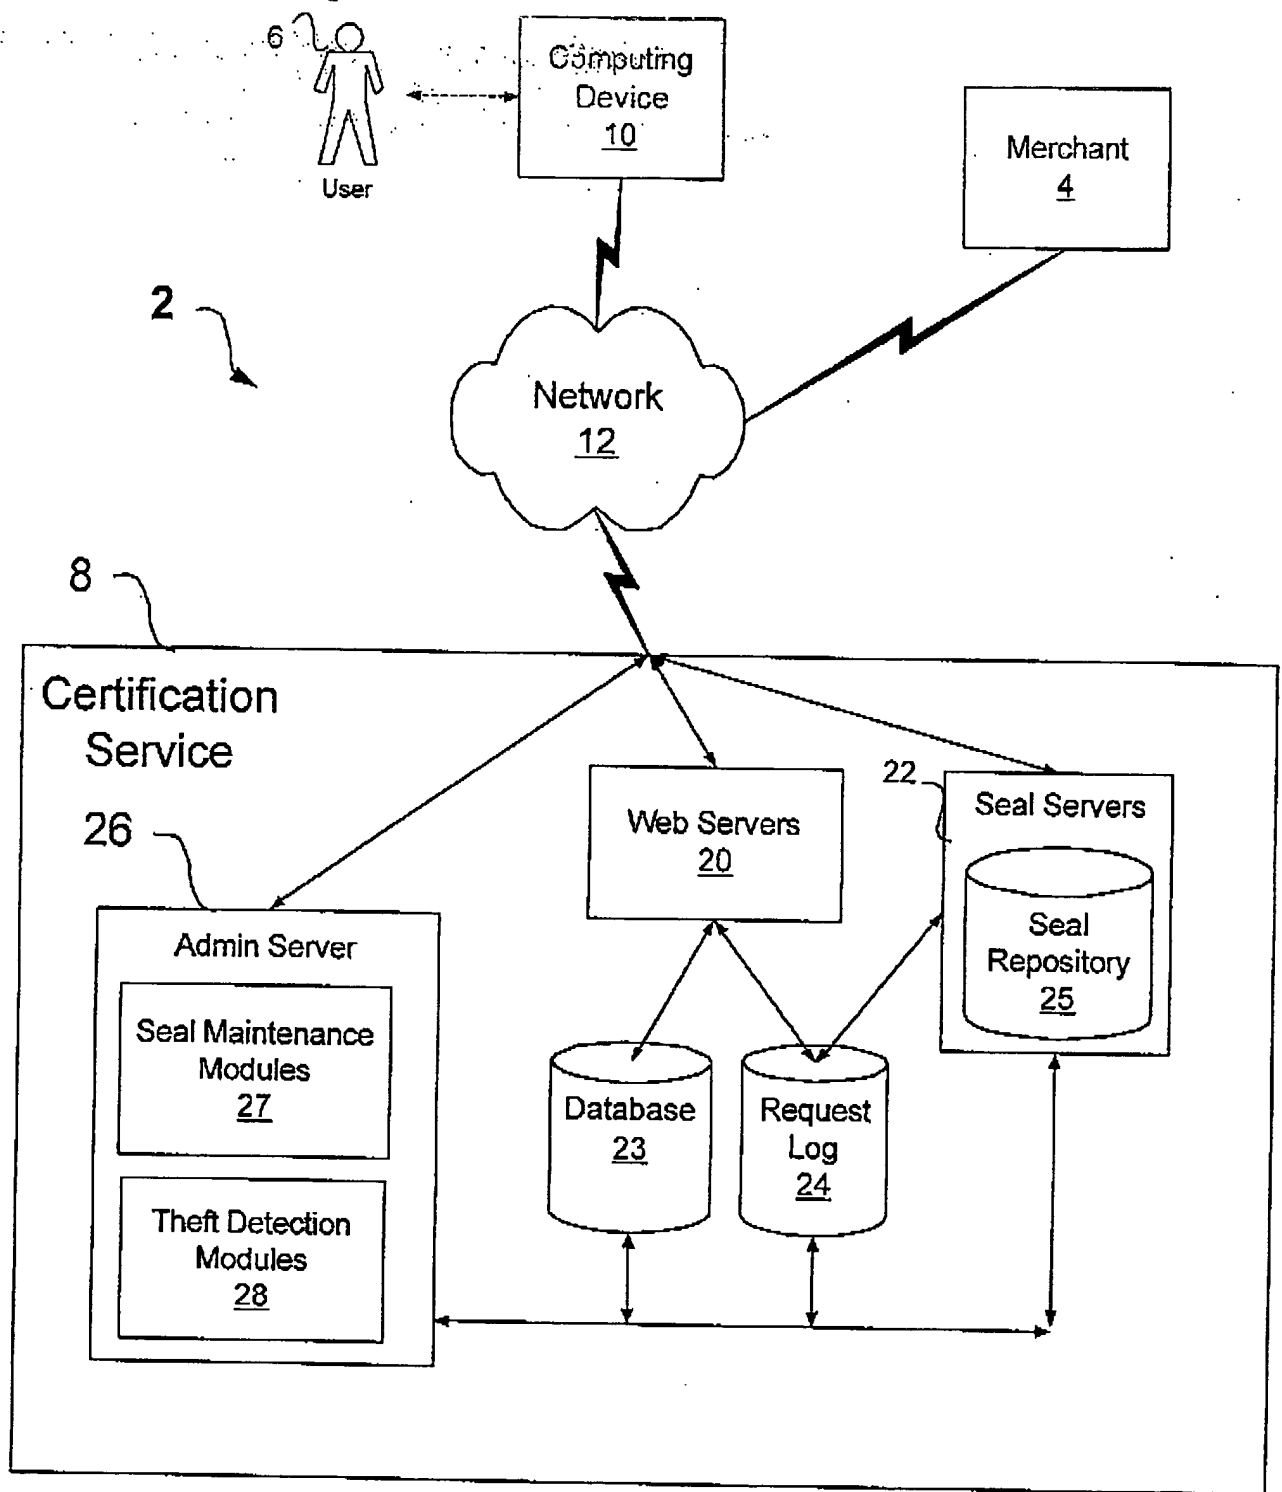 6
User
Computing
Device
10
Merchant
4
2
Network
12
8
Certification
Service
26
Admin Server
Seal Maintenance
Modules
27
Theft Detection
Modules
28
Web Servers
20
22
Seal Servers
Seal
Repository
25
Database
23
Request
Log
24